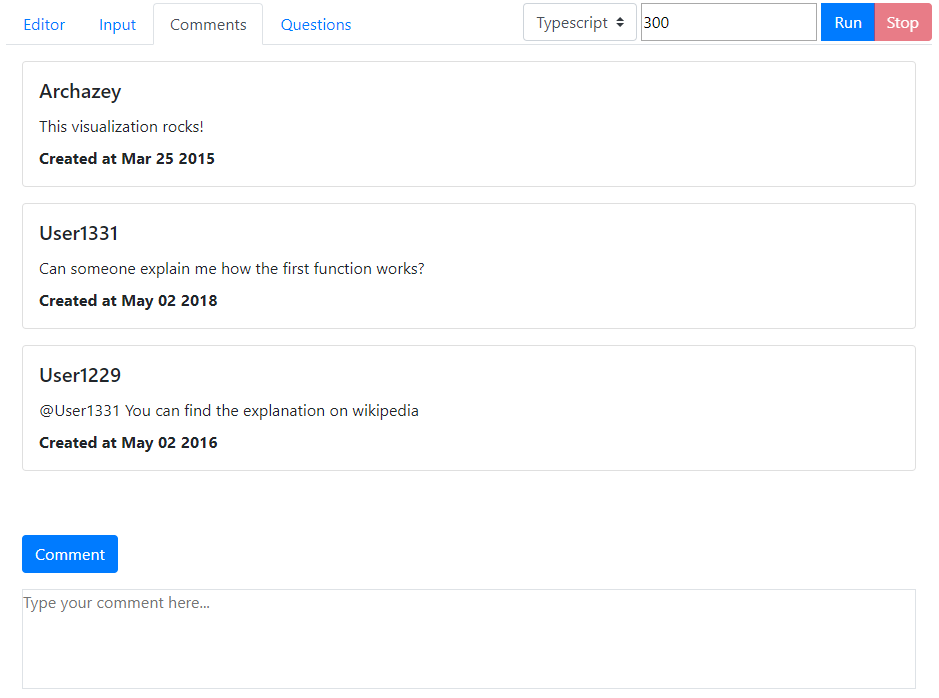 Editor Input Comments Questions Typescript 300 Run Stop
Archazey
This visualization rocks!
Created at Mar 25 2015
User1331
Can someone explain me how the first function works?
Created at May 02 2018
User1229
@User1331 You can find the explanation on wikipedia
Created at May 02 2016
Comment
Type your comment here...